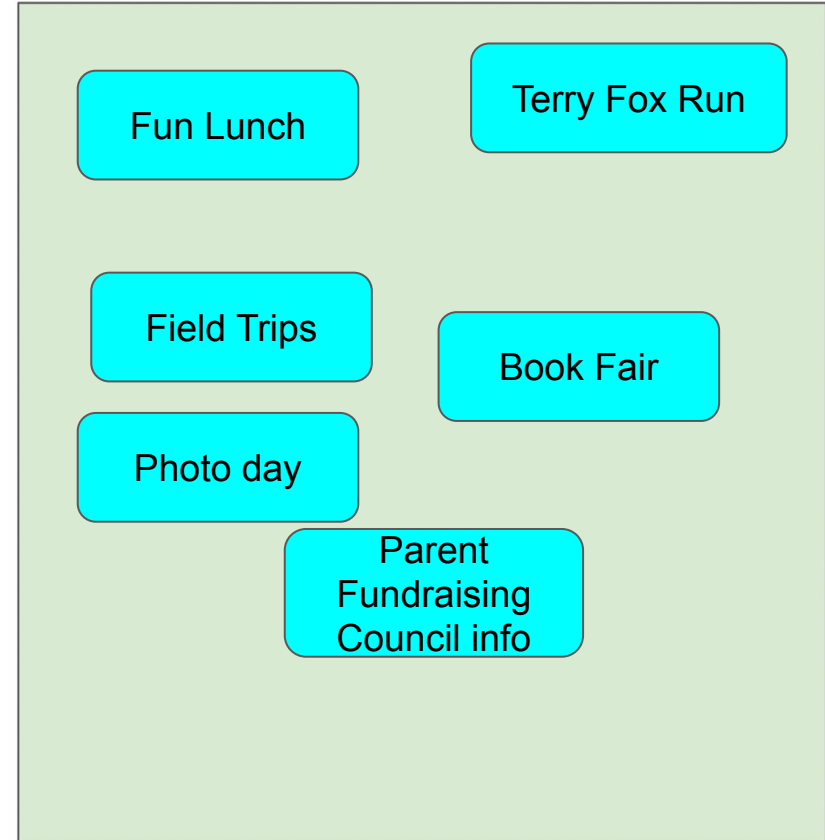 Fun Lunch
Terry Fox Run
Field Trips
Book Fair
Photo day
Parent
Fundraising
Council info